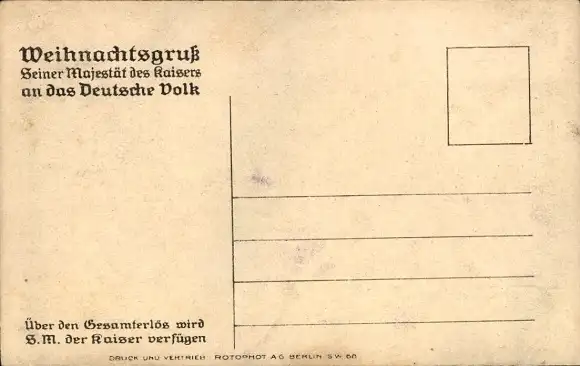 Weihnachtsgruß
Seiner Majestät des Kaisers
an das Deutsche Volk
Über den Gesamterlös wird
S.M. der Kaiser verfügen
DRUCK UND VERTRIEB ROTOPHOT A G BERLIN S W 68